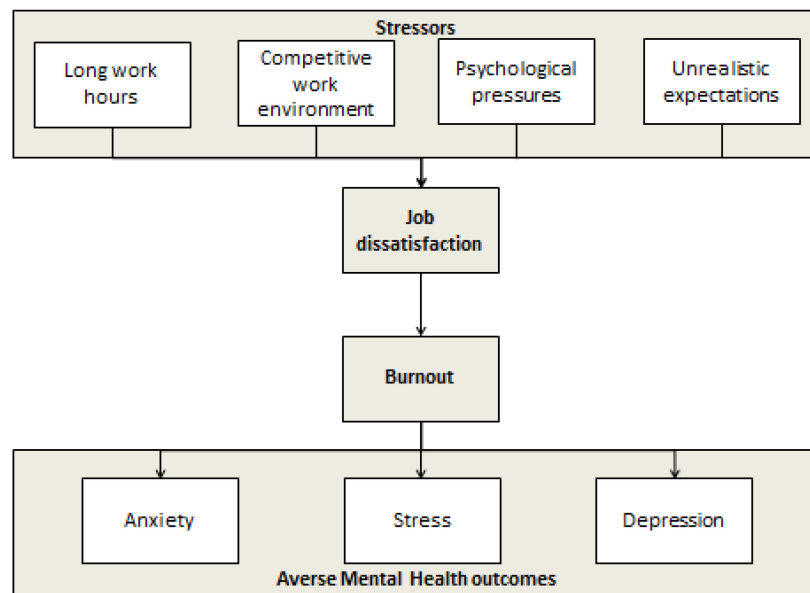 Stressors
Long work
hours
Competitive
work
environment
Psychological
pressures
Unrealistic
expectations
Job
dissatisfaction
Burnout
Anxiety
Stress
Depression
Averse Mental Health outcomes